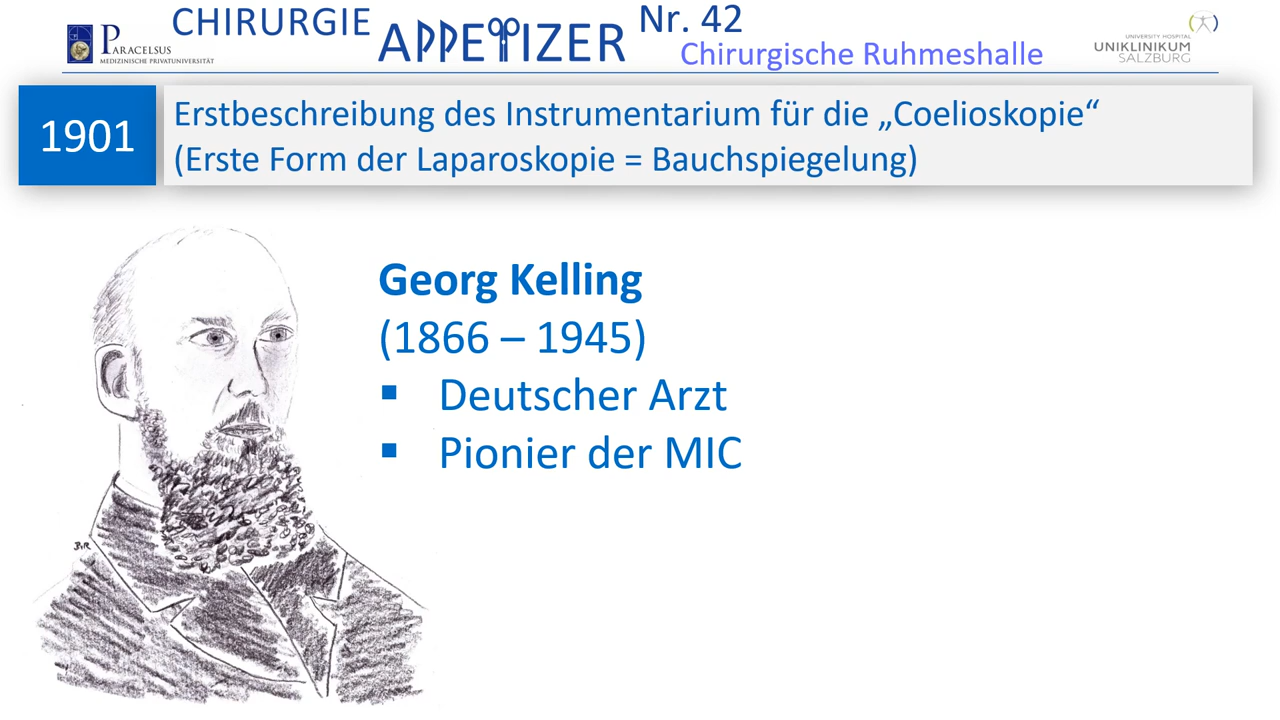 PARACELSUS
MEDIZINISCHE PRIVATUNIVERSITÄT
CHIRURGIE
APPETIZER
Nr. 42
Chirurgische Ruhmeshalle
UNIVERSITY HOSPITAL
UNIKLINIKUM
SALZBURG
1901
Erstbeschreibung des Instrumentarium für die „Coelioskopie“
(Erste Form der Laparoskopie = Bauchspiegelung)
Georg Kelling
(1866 – 1945)
▪ Deutscher Arzt
▪ Pionier der MIC
BvR